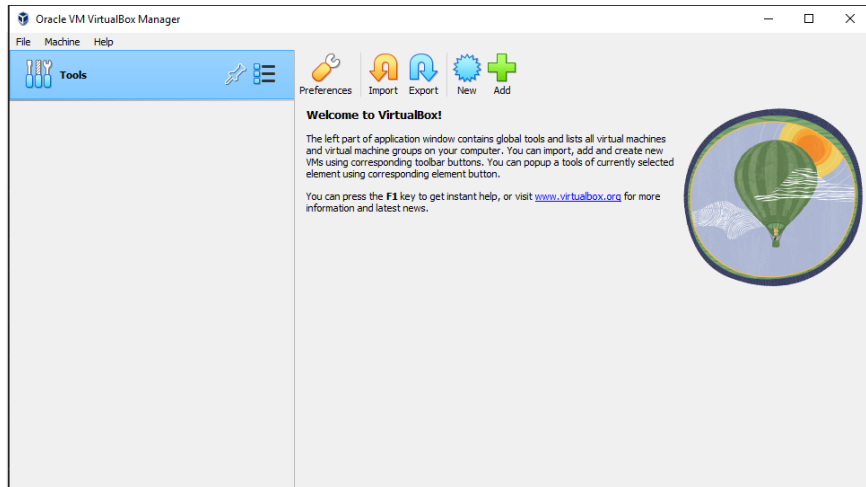 Oracle VM VirtualBox Manager
File Machine Help
Tools
Preferences Import Export New Add
Welcome to VirtualBox!
The left part of application window contains global tools and lists all virtual machines
and virtual machine groups on your computer. You can import, add and create new
VMs using corresponding toolbar buttons. You can popup a tools of currently selected
element using corresponding element button.
You can press the F1 key to get instant help, or visit www.virtualbox.org for more
information and latest news.